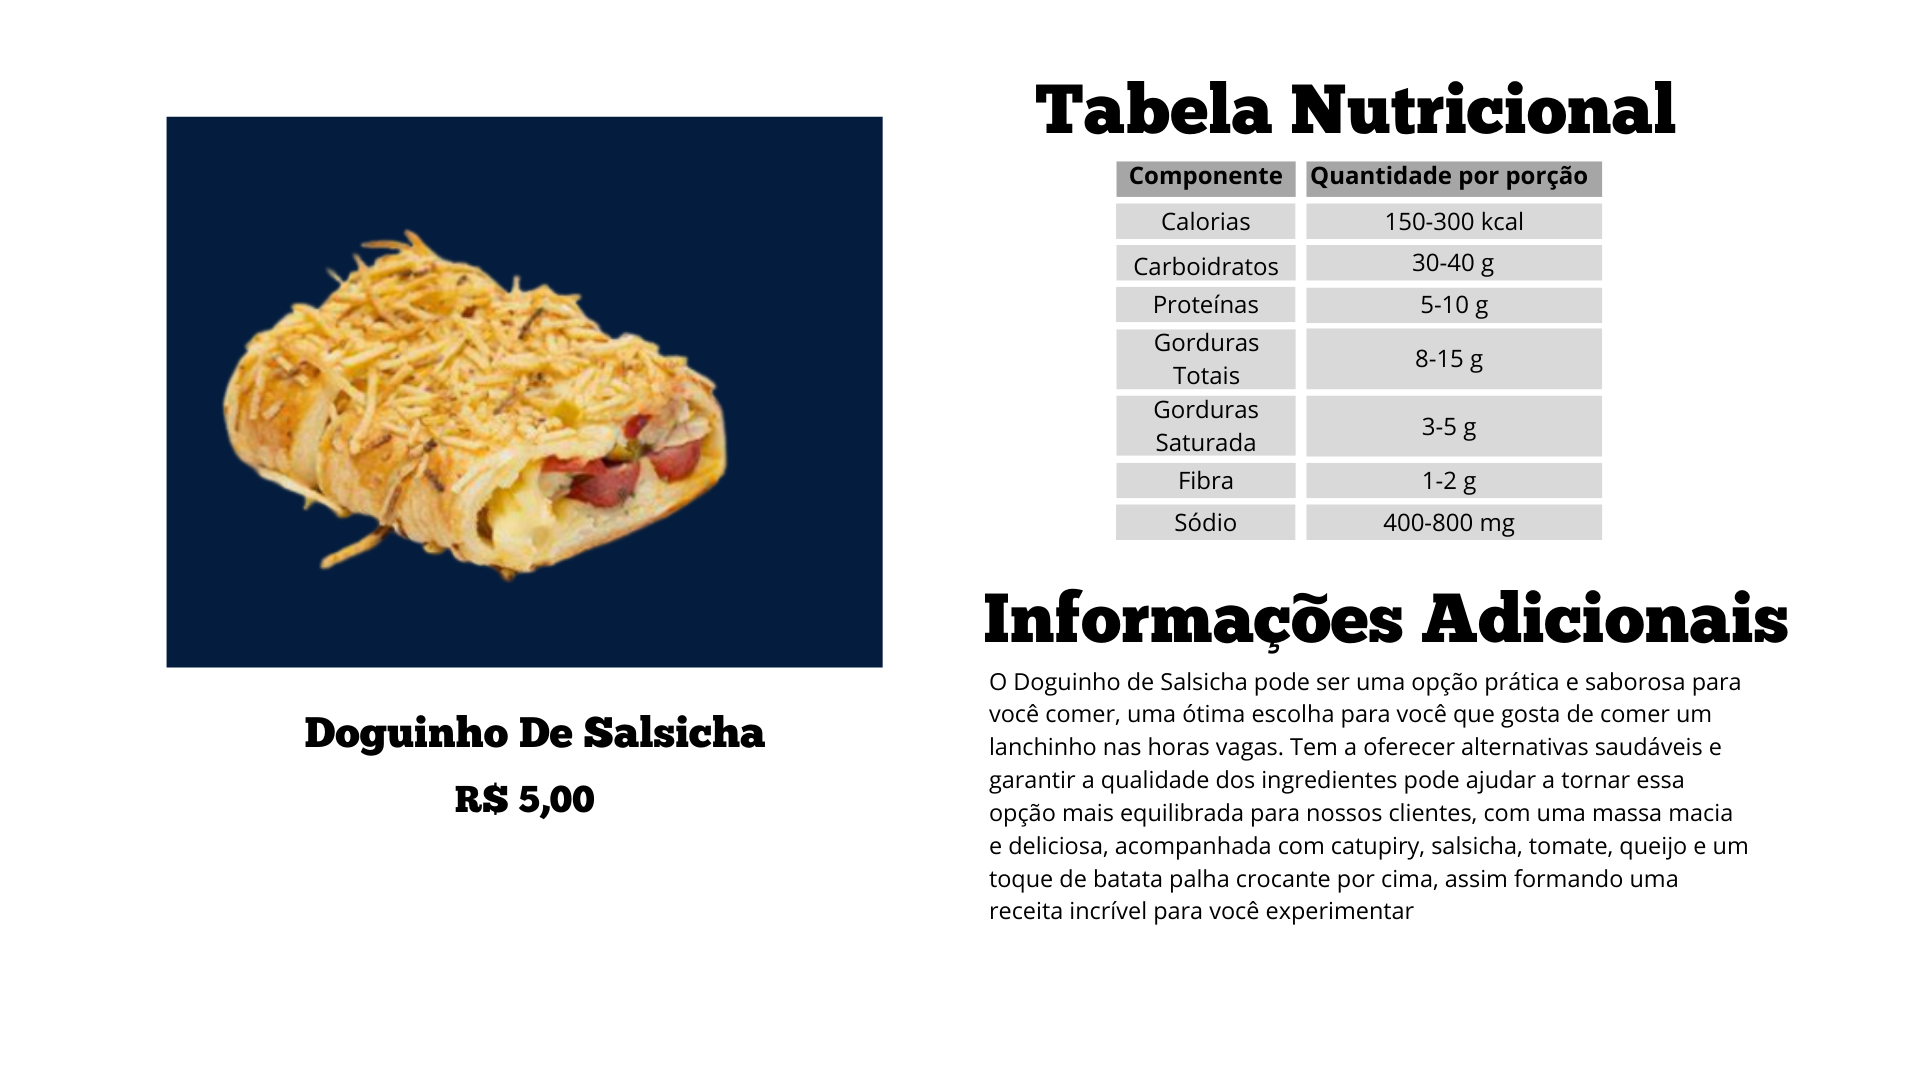 Doguinho De Salsicha
R$ 5,00
Tabela Nutricional
Componente Quantidade por porção
Calorias 150-300 kcal
Carboidratos 30-40 g
Proteínas 5-10 g
Gorduras
Totais 8-15 g
Gorduras
Saturada 3-5 g
Fibra 1-2 g
Sódio 400-800 mg
Informações Adicionais
O Doguinho de Salsicha pode ser uma opção prática e saborosa para
você comer, uma ótima escolha para você que gosta de comer um
lanchinho nas horas vagas. Tem a oferecer alternativas saudáveis e
garantir a qualidade dos ingredientes pode ajudar a tornar essa
opção mais equilibrada para nossos clientes, com uma massa macia
e deliciosa, acompanhada com catupiry, salsicha, tomate, queijo e um
toque de batata palha crocante por cima, assim formando uma
receita incrível para você experimentar